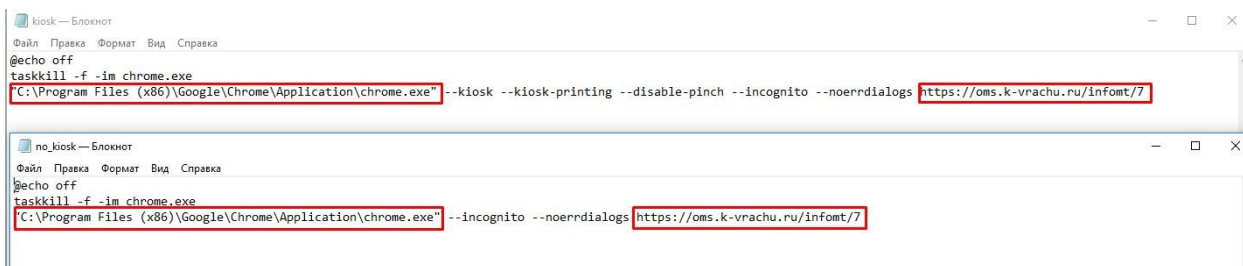 kiosk — Блокнот
Файл Правка Формат Вид Справка
@echo off
taskkill -f -im chrome.exe
"C:\Program Files (x86)\Google\Chrome\Application\chrome.exe" --kiosk --kiosk-printing --disable-pinch --incognito --noerrdialogs https://oms.k-vrachu.ru/infomt/7
no_kiosk — Блокнот
Файл Правка Формат Вид Справка
@echo off
taskkill -f -im chrome.exe
"C:\Program Files (x86)\Google\Chrome\Application\chrome.exe" --incognito --noerrdialogs https://oms.k-vrachu.ru/infomt/7